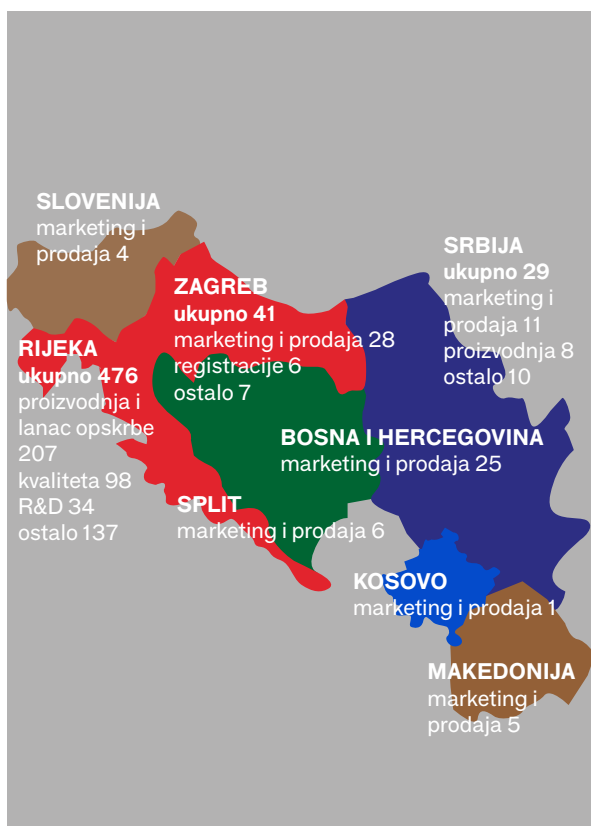 SLOVENIJA
marketing i
prodaja 4
SRBIJA
ukupno 29
marketing i
prodaja 11
proizvodnja 8
ostalo 10
ZAGREB
ukupno 41
marketing i prodaja 28
registracije 6
ostalo 7
RIJEKA
ukupno 476
proizvodnja i
lanac opskrbe
207
kvaliteta 98
R&D 34
ostalo 137
BOSNA I HERCEGOVINA
marketing i prodaja 25
SPLIT
marketing i prodaja 6
KOSOVO
marketing i prodaja 1
MAKEDONIJA
marketing i
prodaja 5